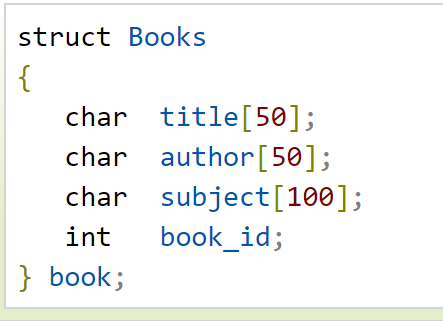 struct Books
{
   char  title[50];
   char  author[50];
   char  subject[100];
   int   book_id;
} book;